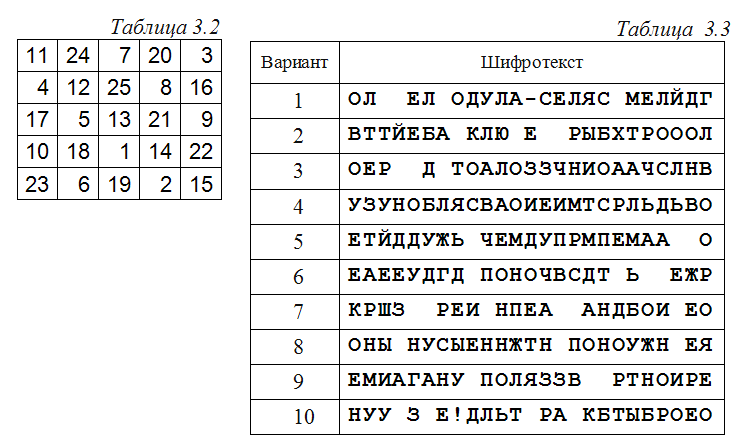 Таблица 3.2
11 24 7 20 3
4 12 25 8 16
17 5 13 21 9
10 18 1 14 22
23 6 19 2 15
Таблица 3.3
Вариант Шифротекст
1 ОЛ  ЕЛ ОДУЛА-СЕЛЯС МЕЛЙДГ
2 ВТТЙЕБА КЛЮ Е  РЫБХТРОООЛ
3 ОЕР  Д ТОАЛОЗЗЧНИОААЧСЛНВ
4 УЗУНОБЛЯСВАОИЕИМТСРЛЬДЬВО
5 ЕТЙДДУЖЬ ЧЕМДУПРМПЕМАА  О
6 ЕАЕЕУДГД ПОНОЧВСДТ Ь  ЕЖР
7 КРШЗ  РЕИ НПЕА  АНДБОИ ЕО
8 ОНЫ НУСЫЕННЖТН ПОНОУЖН ЕЯ
9 ЕМИАГАНУ ПОЛЯЗЗВ  РТНОИРЕ
10 НУУ З Е!ДЛЬТ РА КБТЫБРОЕО